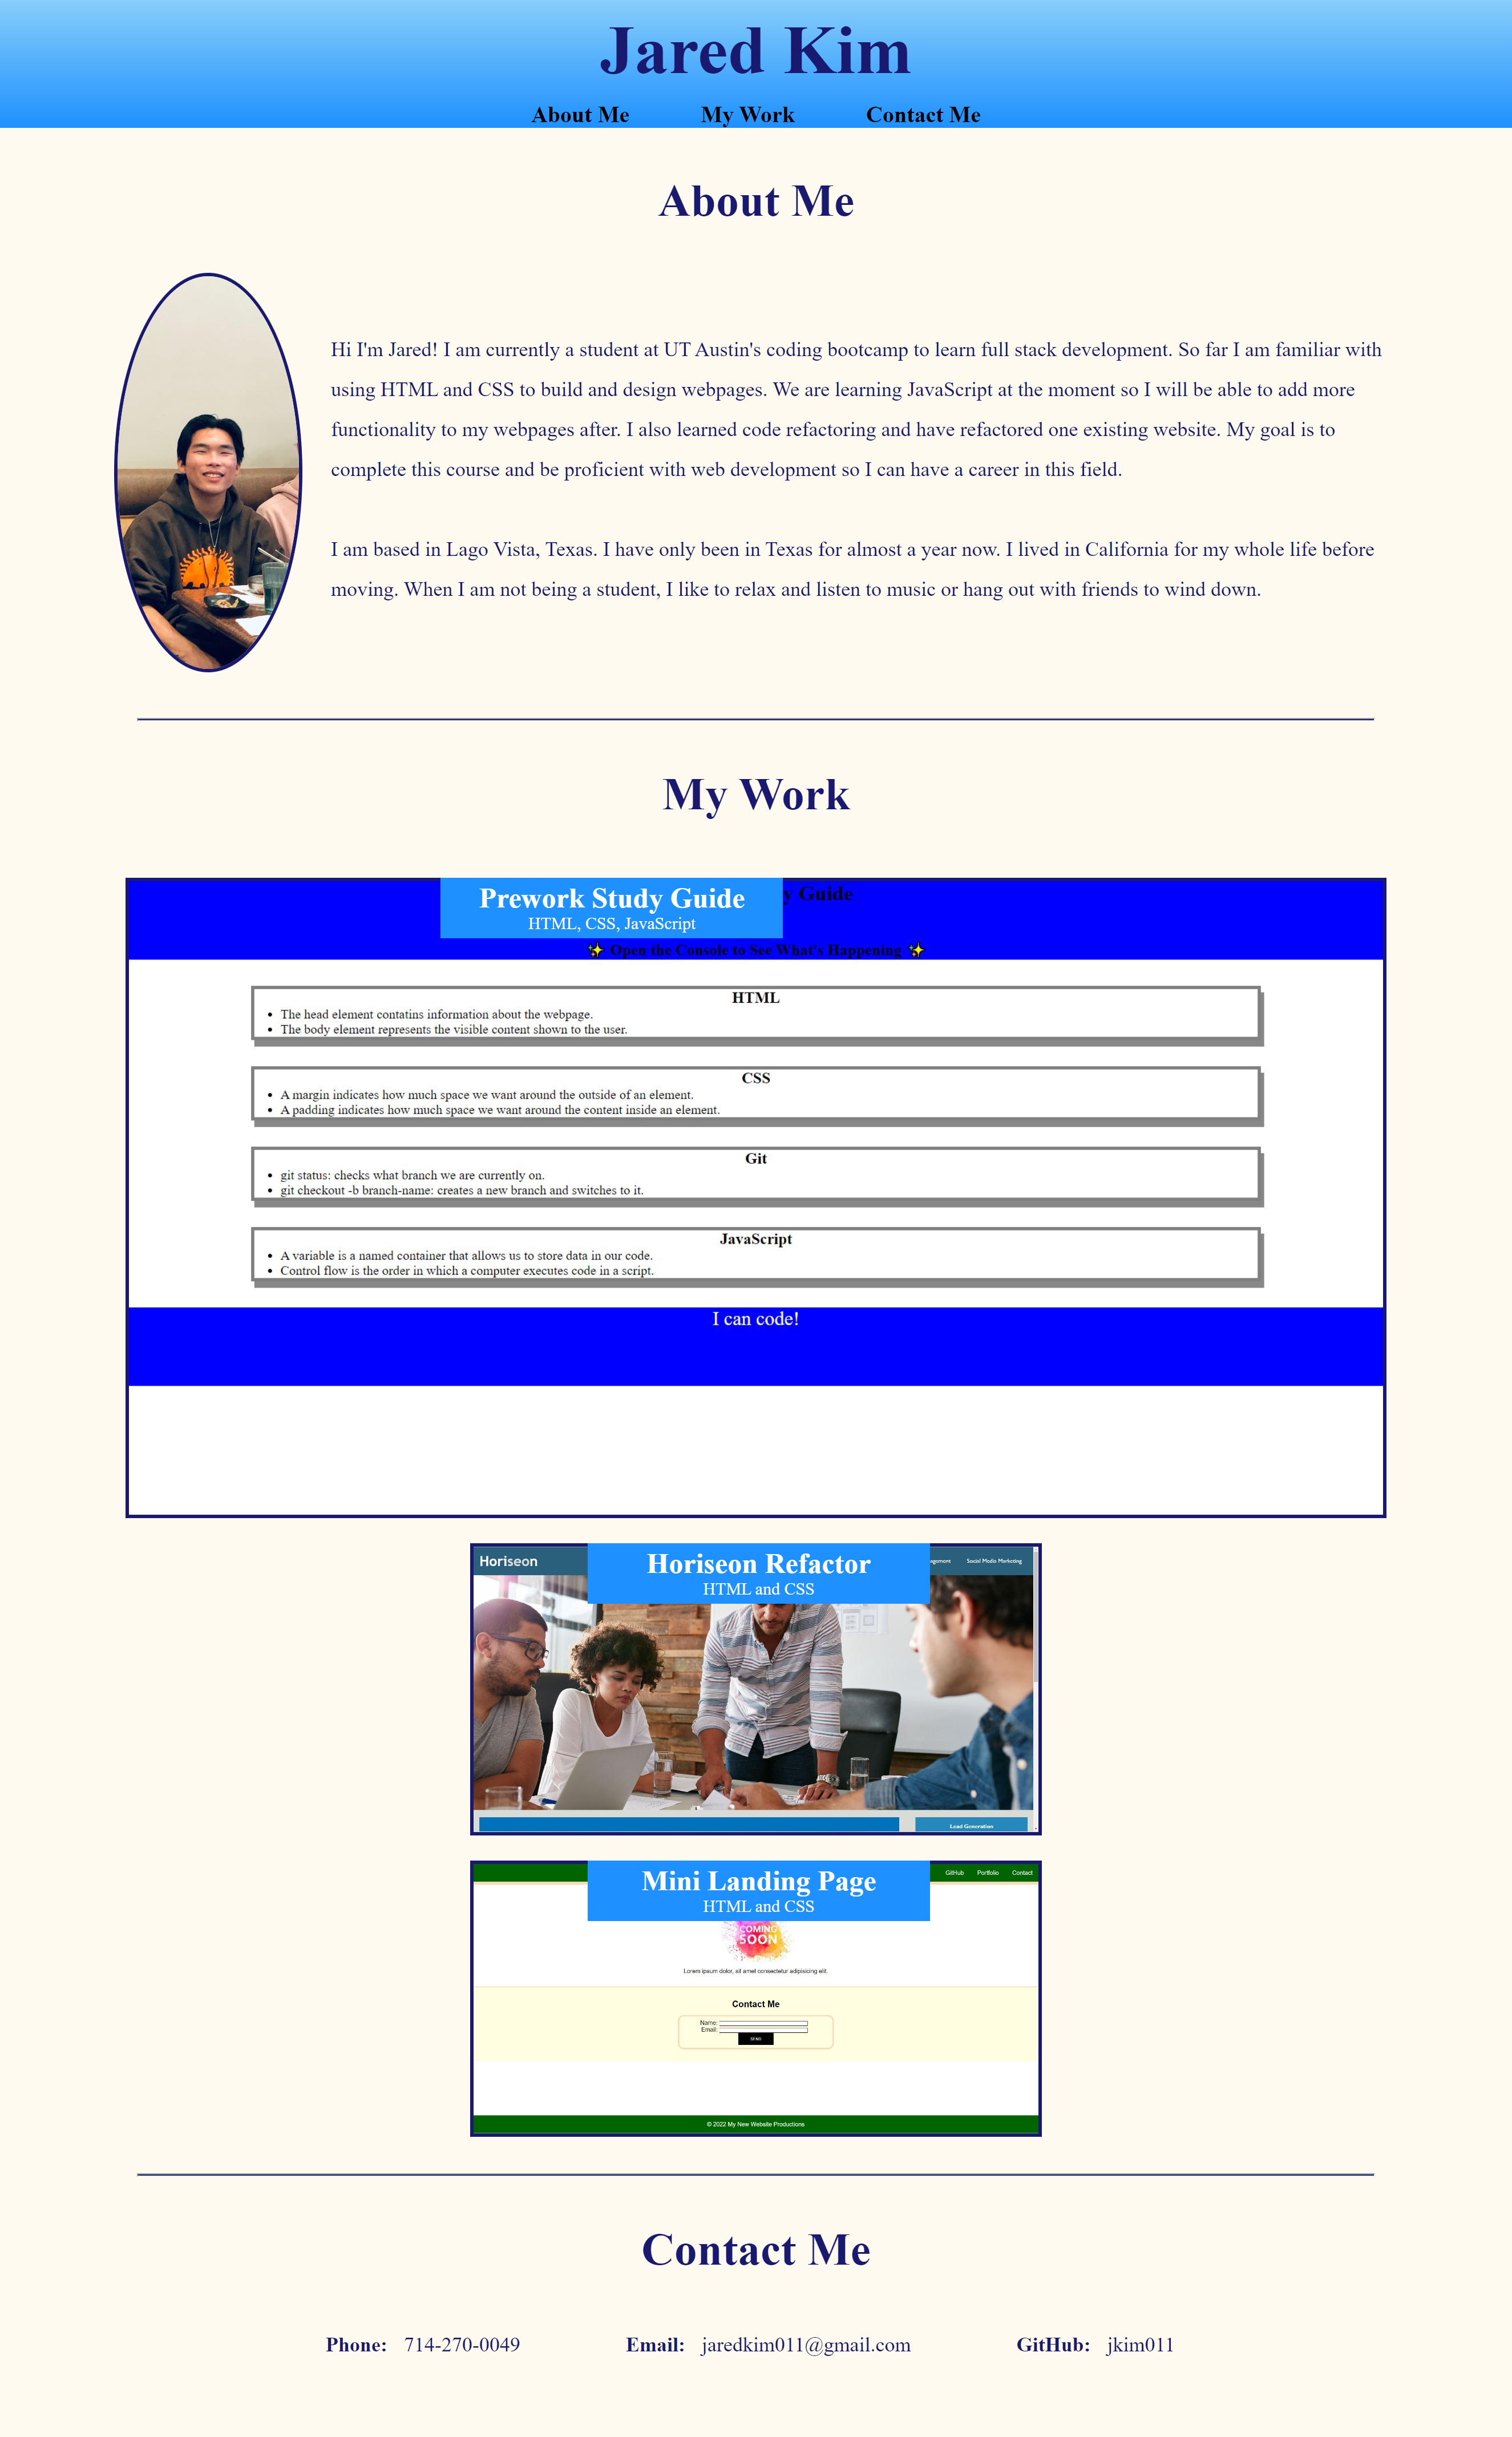 Jared Kim
About Me
My Work
Contact Me
About Me
Hi I'm Jared! I am currently a student at UT Austin's coding bootcamp to learn full stack development. So far I am familiar with
using HTML and CSS to build and design webpages. We are learning JavaScript at the moment so I will be able to add more
functionality to my webpages after. I also learned code refactoring and have refactored one existing website. My goal is to
complete this course and be proficient with web development so I can have a career in this field.
I am based in Lago Vista, Texas. I have only been in Texas for almost a year now. I lived in California for my whole life before
moving. When I am not being a student, I like to relax and listen to music or hang out with friends to wind down.
My Work
Prework Study Guide
HTML, CSS, JavaScript
y Guide
✨ Open the Console to See What's Happening ✨
HTML
• The head element contatins information about the webpage.
• The body element represents the visible content shown to the user.
CSS
• A margin indicates how much space we want around the outside of an element.
• A padding indicates how much space we want around the content inside an element.
Git
• git status: checks what branch we are currently on.
• git checkout -b branch-name: creates a new branch and switches to it.
JavaScript
• A variable is a named container that allows us to store data in our code.
• Control flow is the order in which a computer executes code in a script.
I can code!
Horiseon
Horiseon Refactor
HTML and CSS
agement
Social Media Marketing
Lead Generation
Mini Landing Page
HTML and CSS
GitHub
Portfolio
Contact
COMING
SOON
Lorem ipsum dolor, sit amet consectetur adipisicing elit.
Contact Me
Name:
Email:
SEND
© 2022 My New Website Productions
Contact Me
Phone: 714-270-0049
Email: jaredkim011@gmail.com
GitHub: jkim011